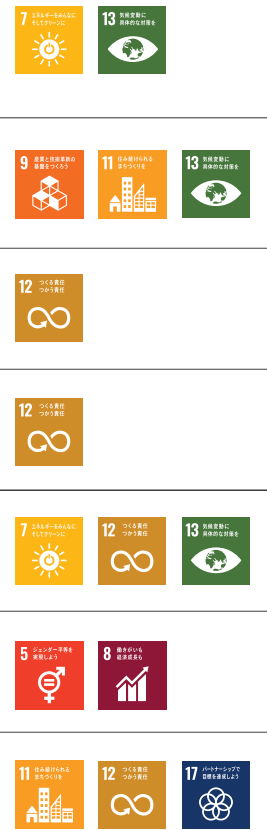 7 エネルギーをみんなに
そしてクリーンに
13 気候変動に
具体的な対策を
9 産業と技術革新の
基盤をつくろう
11 住み続けられる
まちづくりを
13 気候変動に
具体的な対策を
12 つくる責任
つかう責任
12 つくる責任
つかう責任
7 エネルギーをみんなに
そしてクリーンに
12 つくる責任
つかう責任
13 気候変動に
具体的な対策を
5 ジェンダー平等を
実現しよう
8 働きがいも
経済成長も
11 住み続けられる
まちづくりを
12 つくる責任
つかう責任
17 パートナーシップで
目標を達成しよう